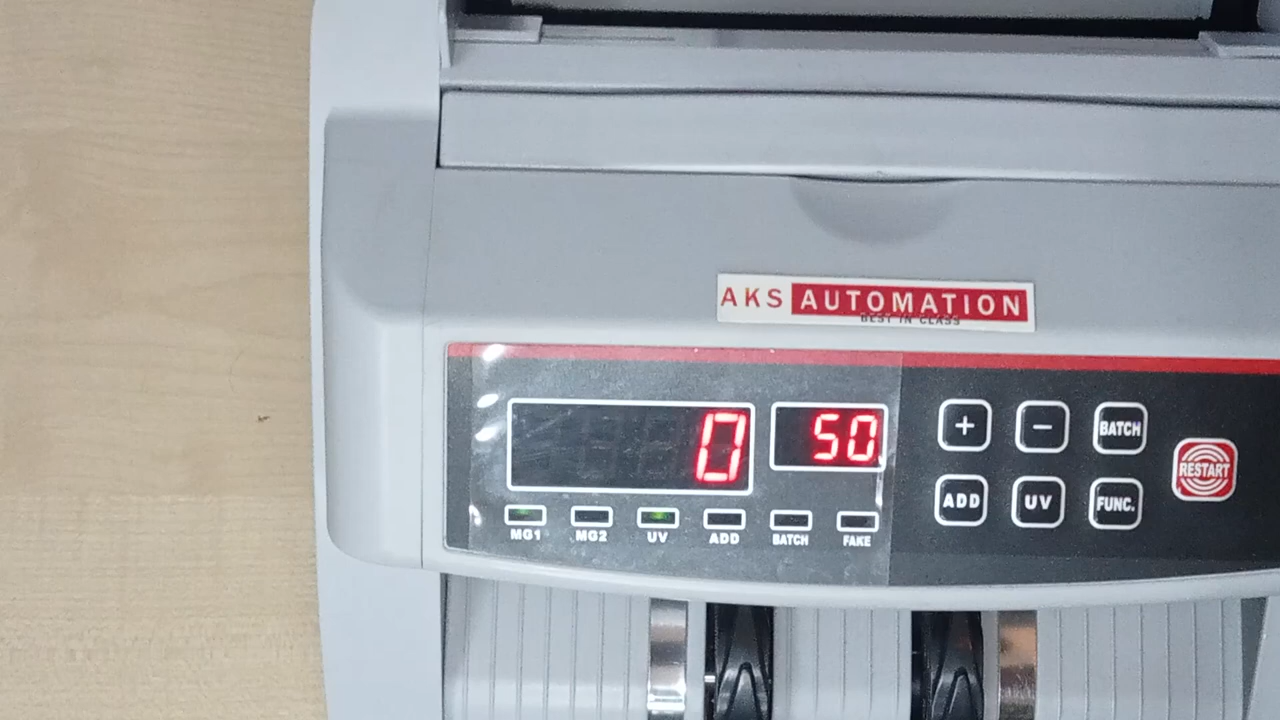 AKS AUTOMATION
BEST IN CLASS
0 50
+ − BATCH
RESTART
ADD UV FUNC.
MG1 MG2 UV ADD BATCH FAKE